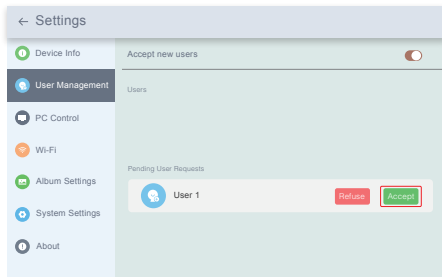 ← Settings
Device Info
Accept new users
User Management
Users
PC Control
Wi-Fi
Album Settings
Pending User Requests
User 1
Refuse
Accept
System Settings
About